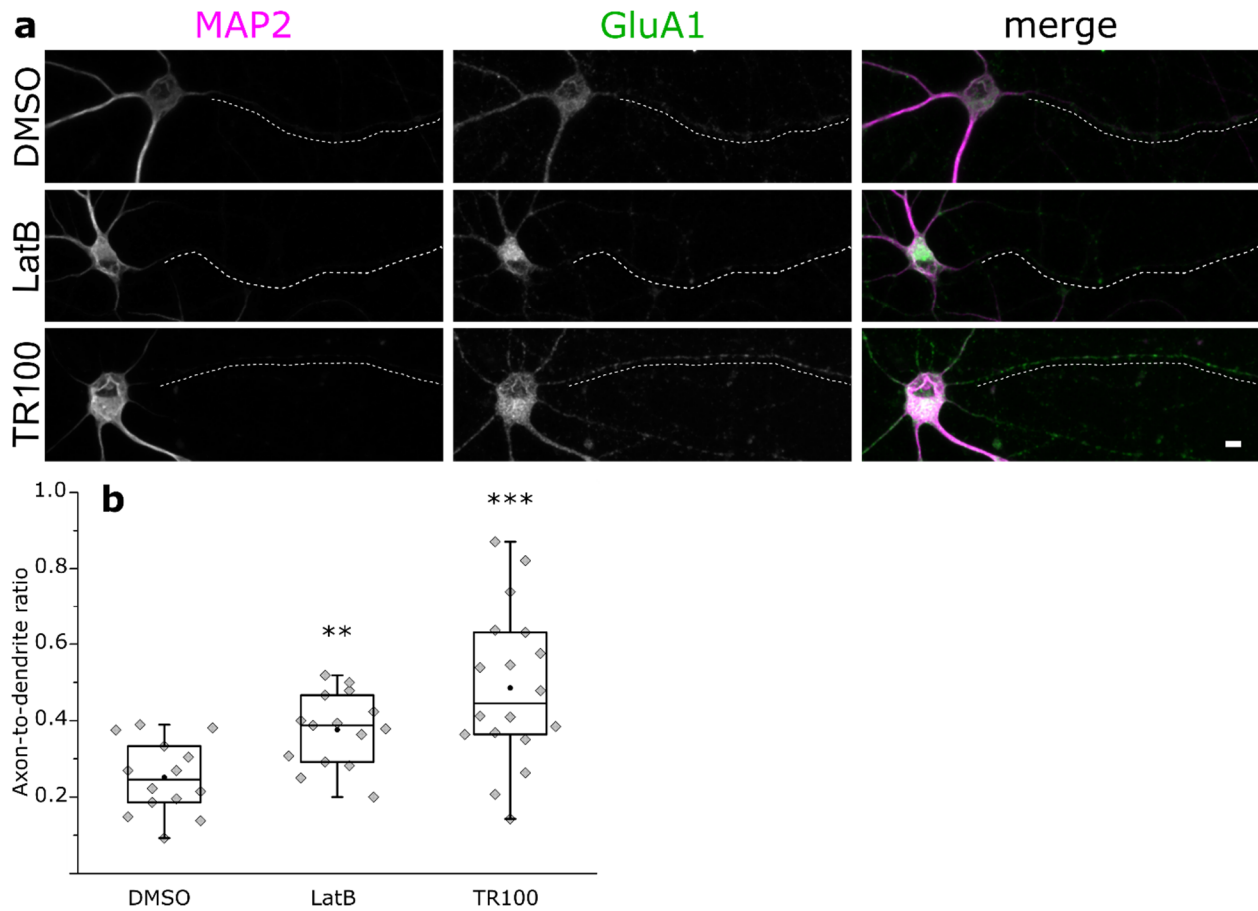 a MAP2 GluA1 merge
DMSO
LatB
TR100
b
Axon-to-dendrite ratio
1.0
0.8
0.6
0.4
0.2
**
***
DMSO LatB TR100